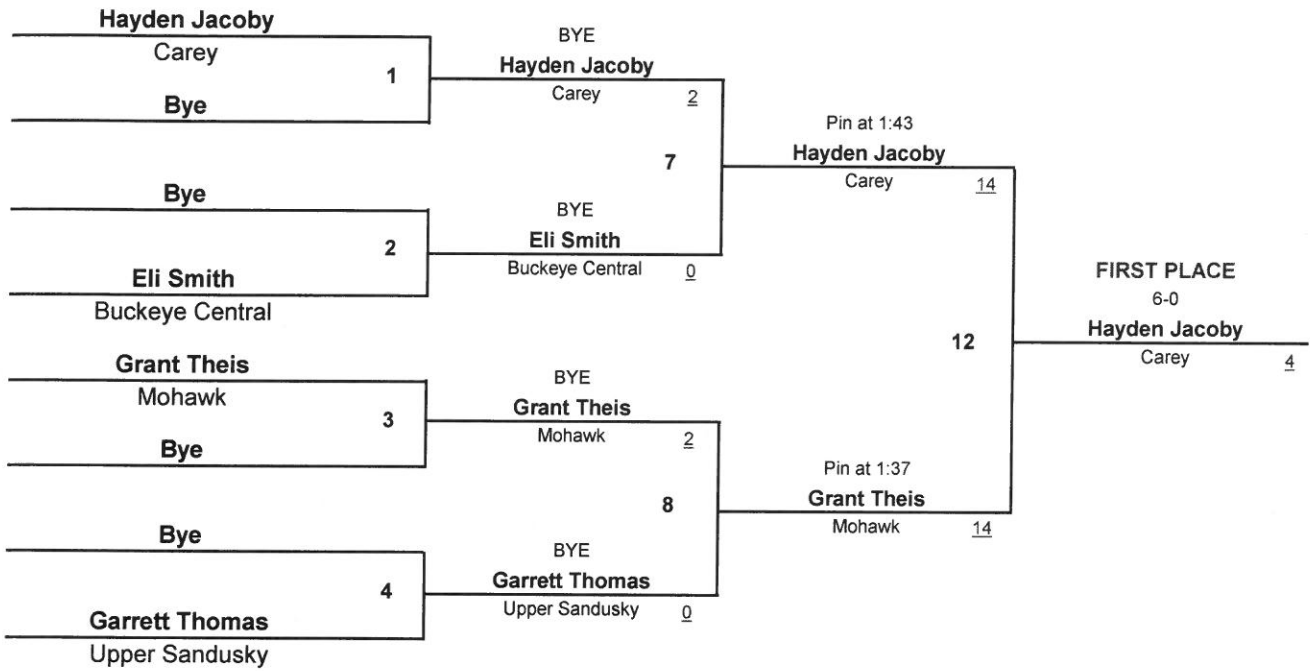 Hayden Jacoby
Carey
1
Bye
Bye
2
Eli Smith
Buckeye Central
Grant Theis
Mohawk
3
Bye
Bye
4
Garrett Thomas
Upper Sandusky
BYE
Hayden Jacoby
Carey 2
7
BYE
Eli Smith
Buckeye Central 0
BYE
Grant Theis
Mohawk 2
8
BYE
Garrett Thomas
Upper Sandusky 0
Pin at 1:43
Hayden Jacoby
Carey 14
12
Pin at 1:37
Grant Theis
Mohawk 14
FIRST PLACE
6-0
Hayden Jacoby
Carey 4